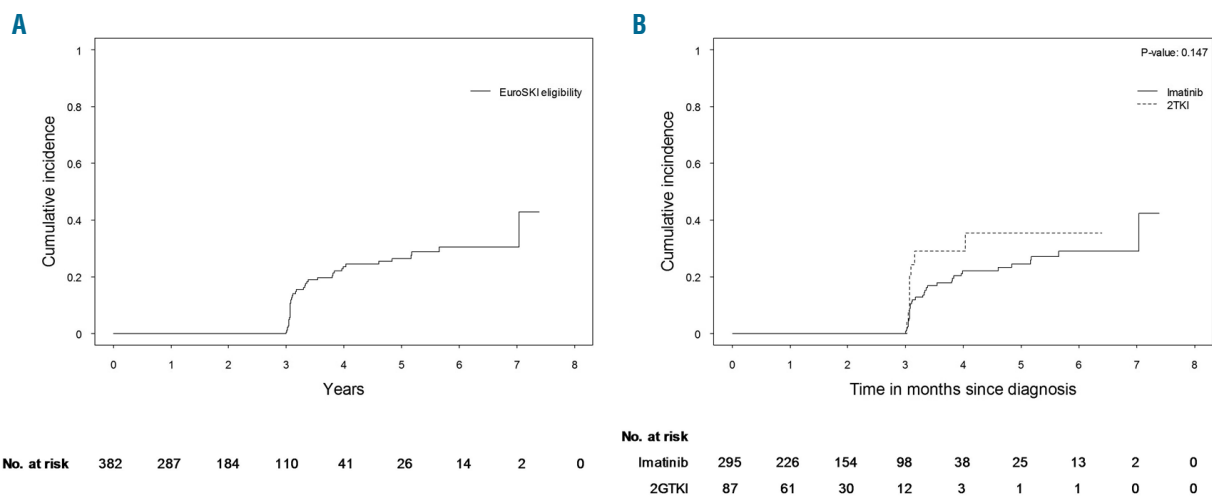 A
Cumulative incidence
1
0.8
0.6
0.4
0.2
0
EuroSKI eligibility
0 1 2 3 4 5 6 7 8
Years
No. at risk 382 287 184 110 41 26 14 2 0
B
Cumulative incindence
1
0.8
0.6
0.4
0.2
0
P-value: 0.147
Imatinib
2TKI
0 1 2 3 4 5 6 7 8
Time in months since diagnosis
No. at risk
Imatinib 295 226 154 98 38 25 13 2 0
2GTKI 87 61 30 12 3 1 1 0 0